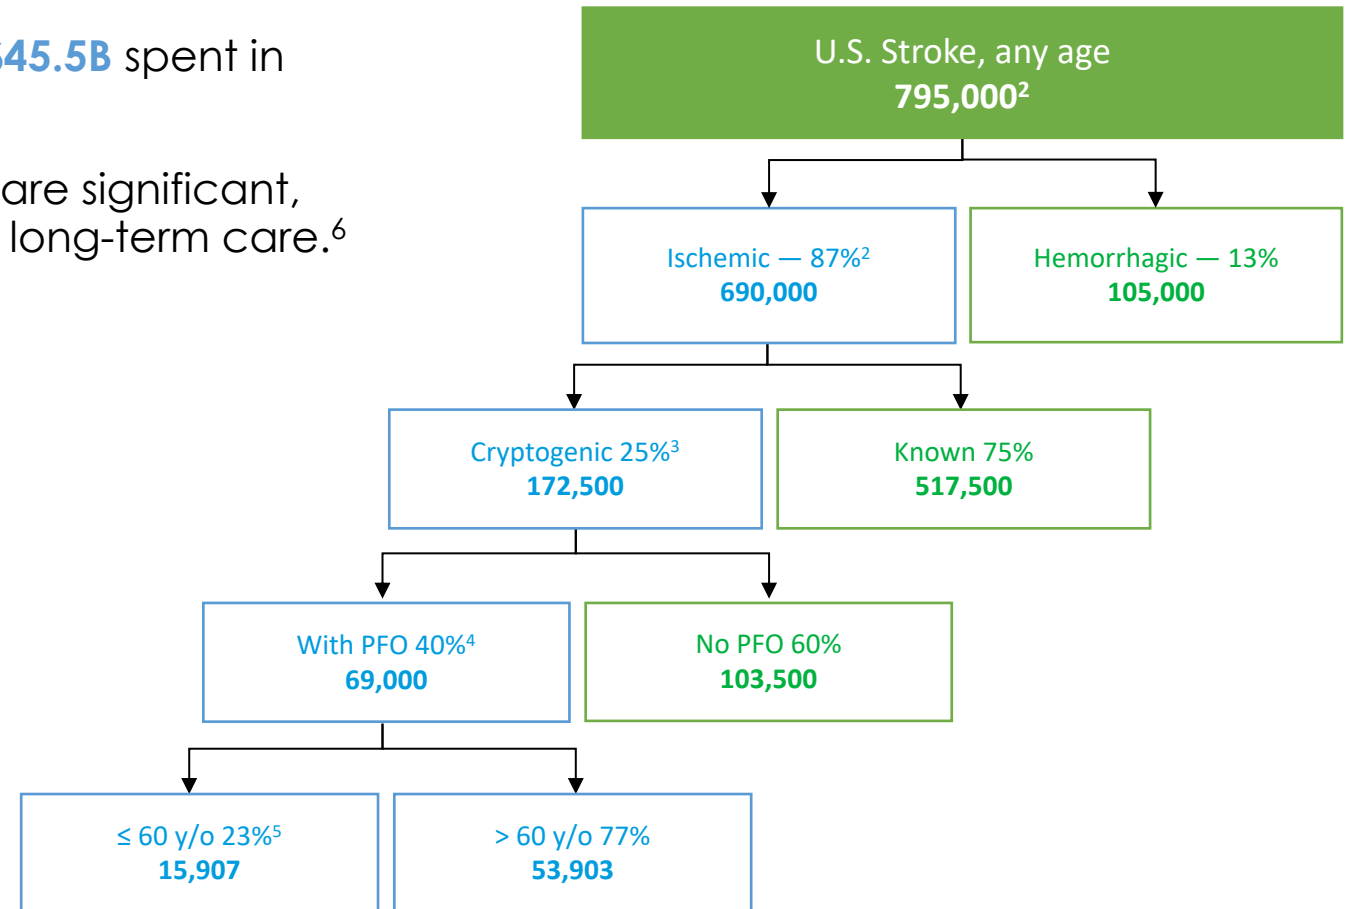 $45.5B spent in
are significant,
long-term care.⁶
U.S. Stroke, any age
795,000²
Ischemic — 87%²
690,000
Hemorrhagic — 13%
105,000
Cryptogenic 25%³
172,500
Known 75%
517,500
With PFO 40%⁴
69,000
No PFO 60%
103,500
≤ 60 y/o 23%⁵
15,907
> 60 y/o 77%
53,903